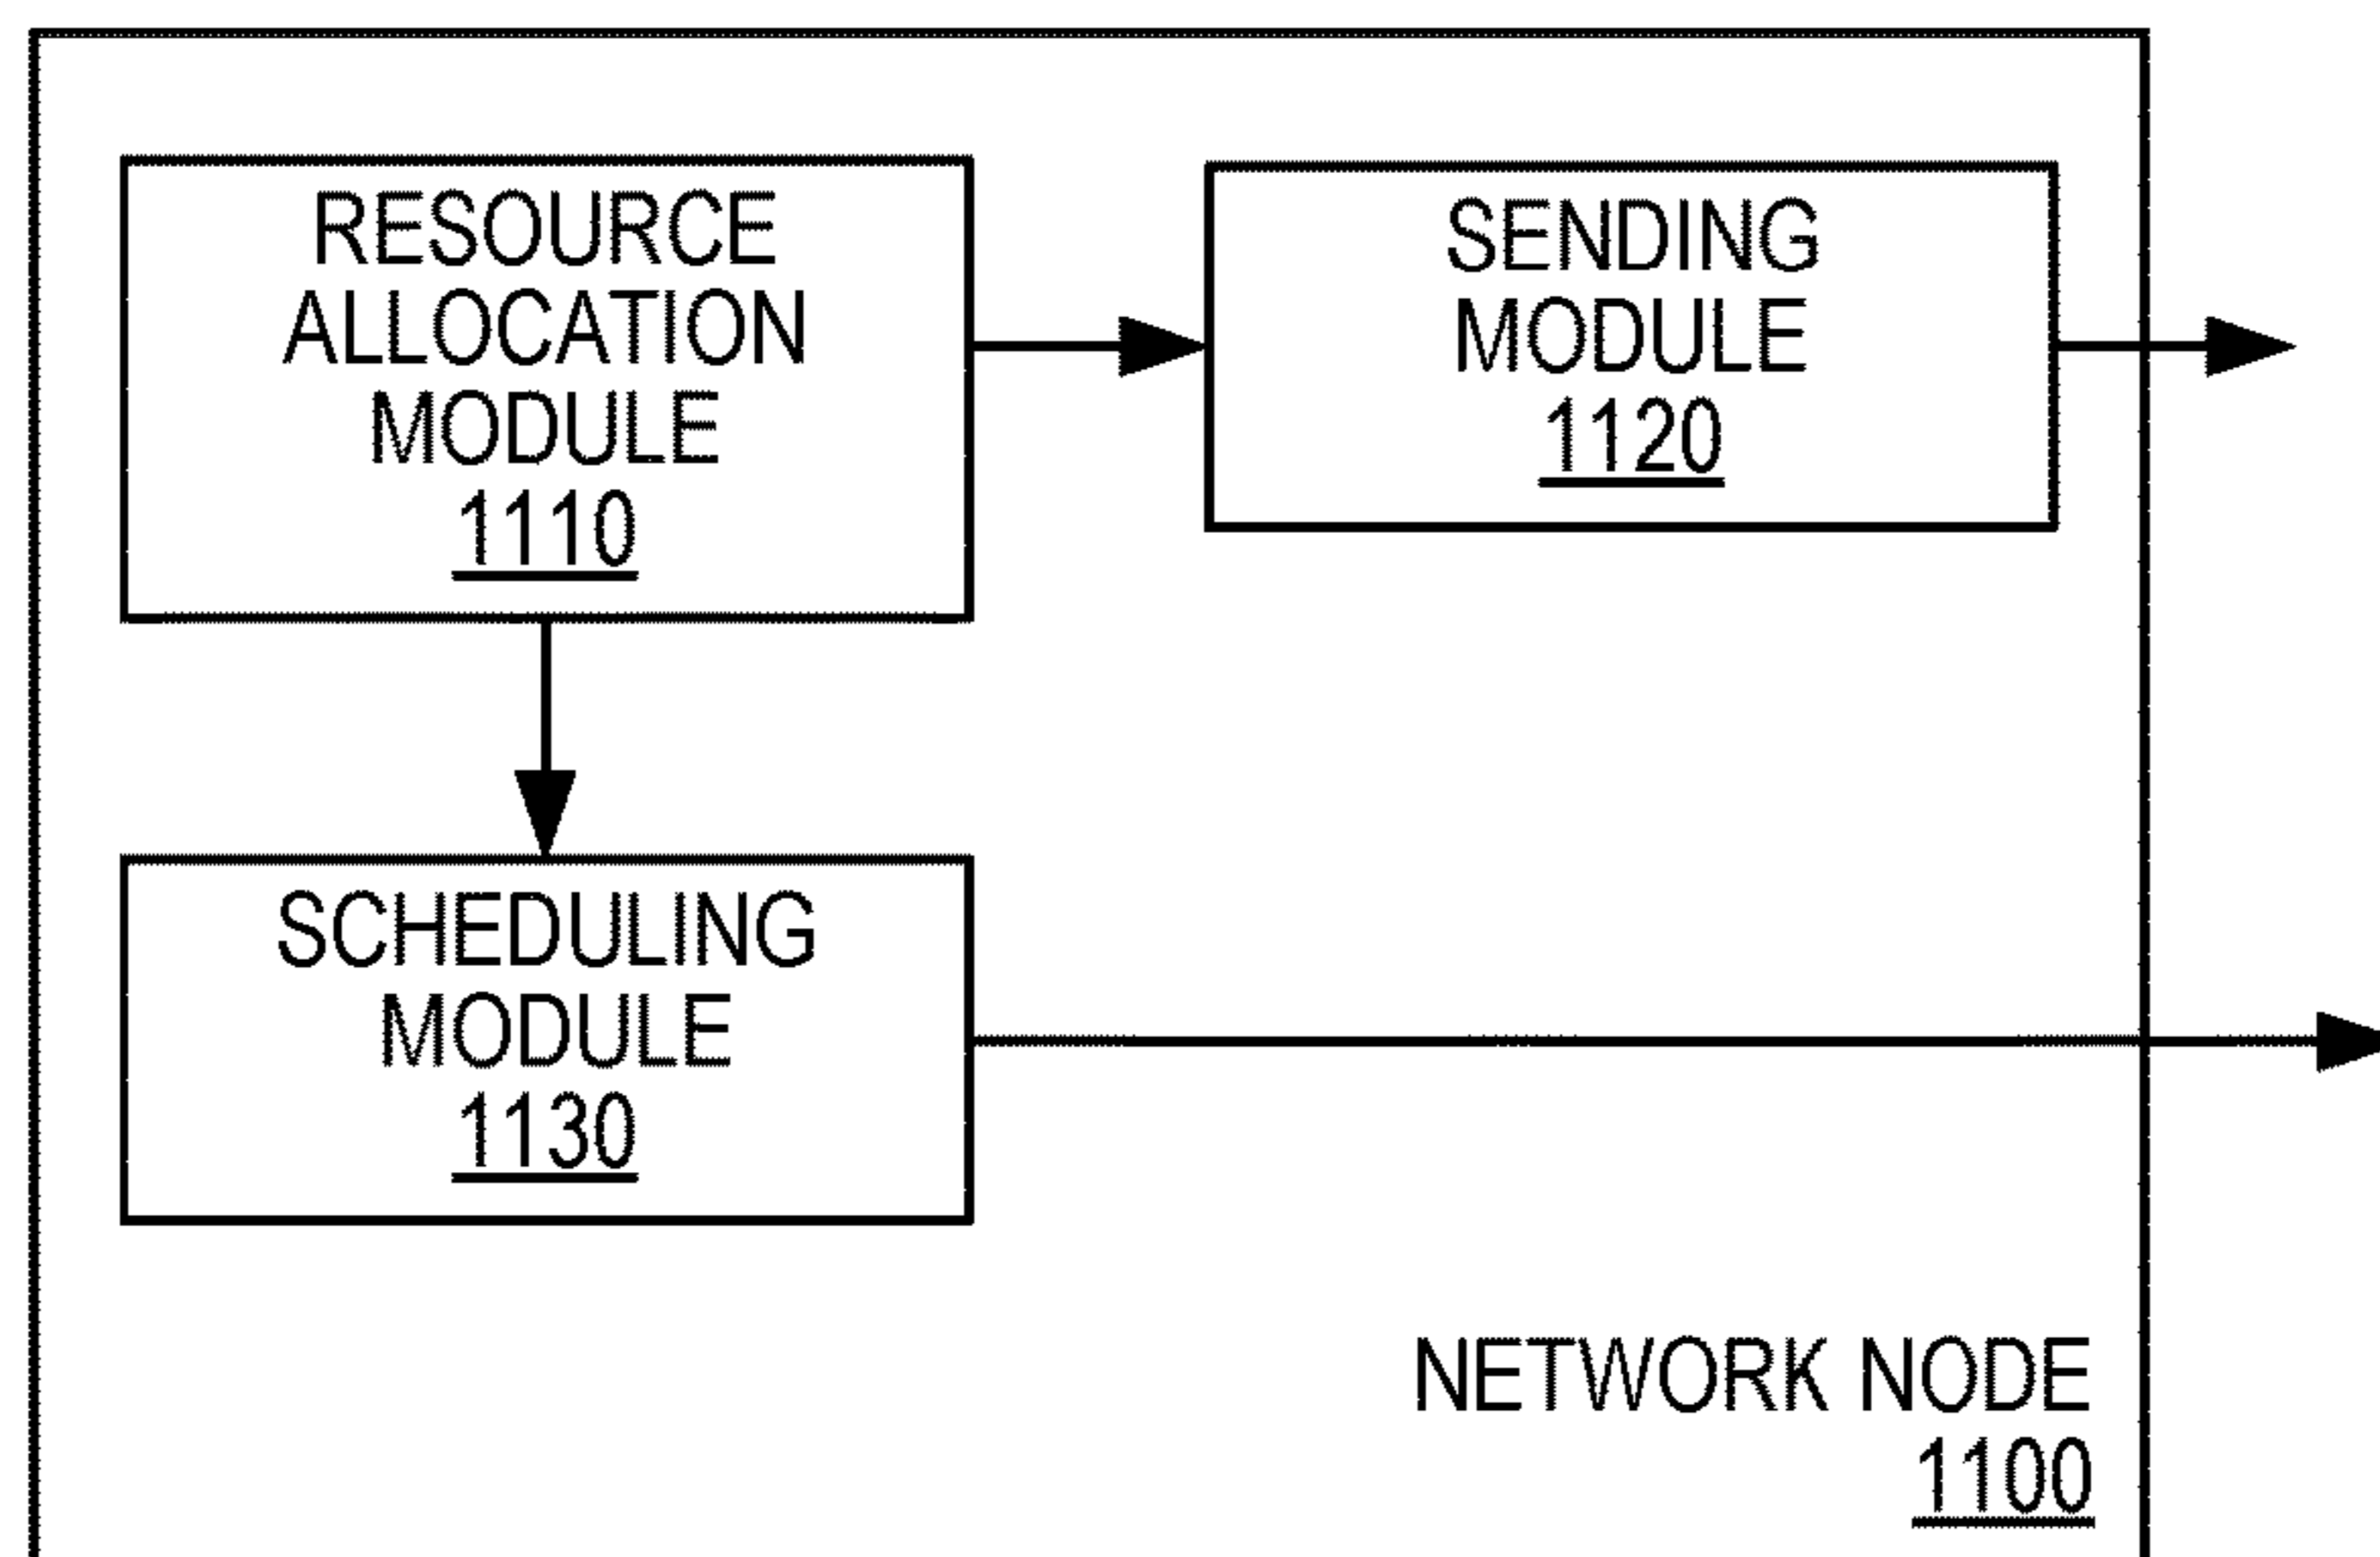 RESOURCE
ALLOCATION
MODULE
1110
SENDING
MODULE
1120
SCHEDULING
MODULE
1130
NETWORK NODE
1100